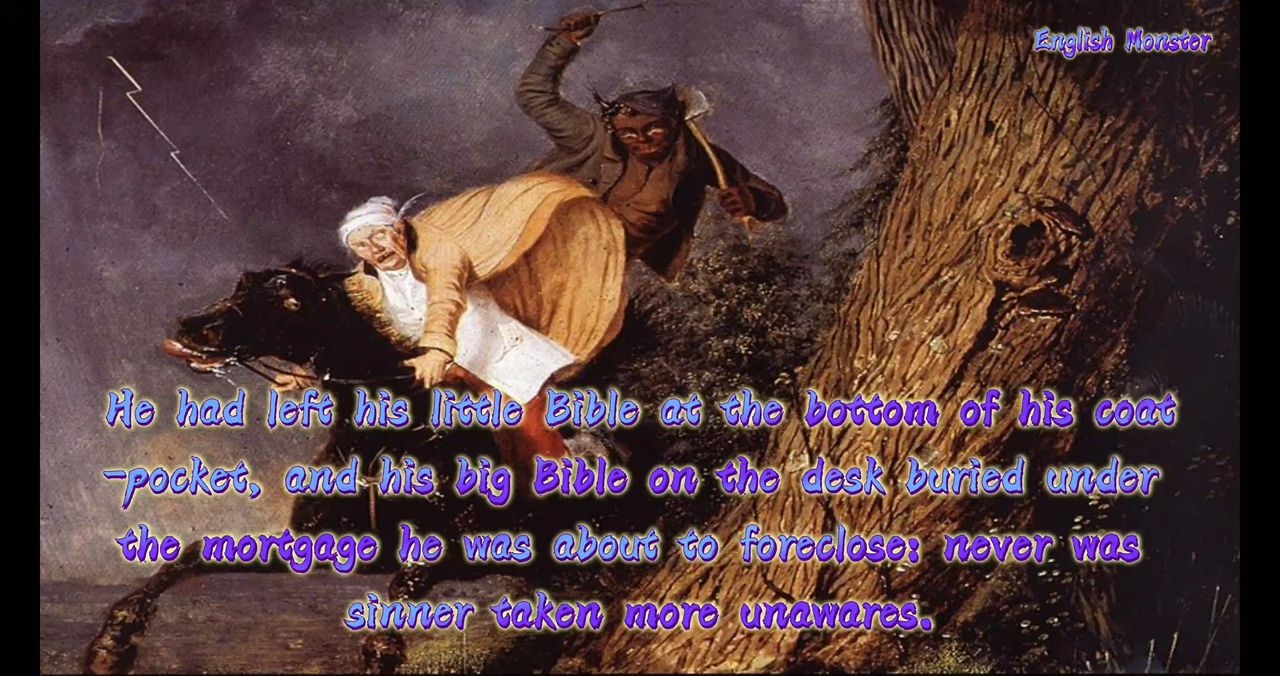 English Monster
He had left his little Bible at the bottom of his coat
-pocket, and his big Bible on the desk buried under
the mortgage he was about to foreclose: never was
sinner taken more unawares.